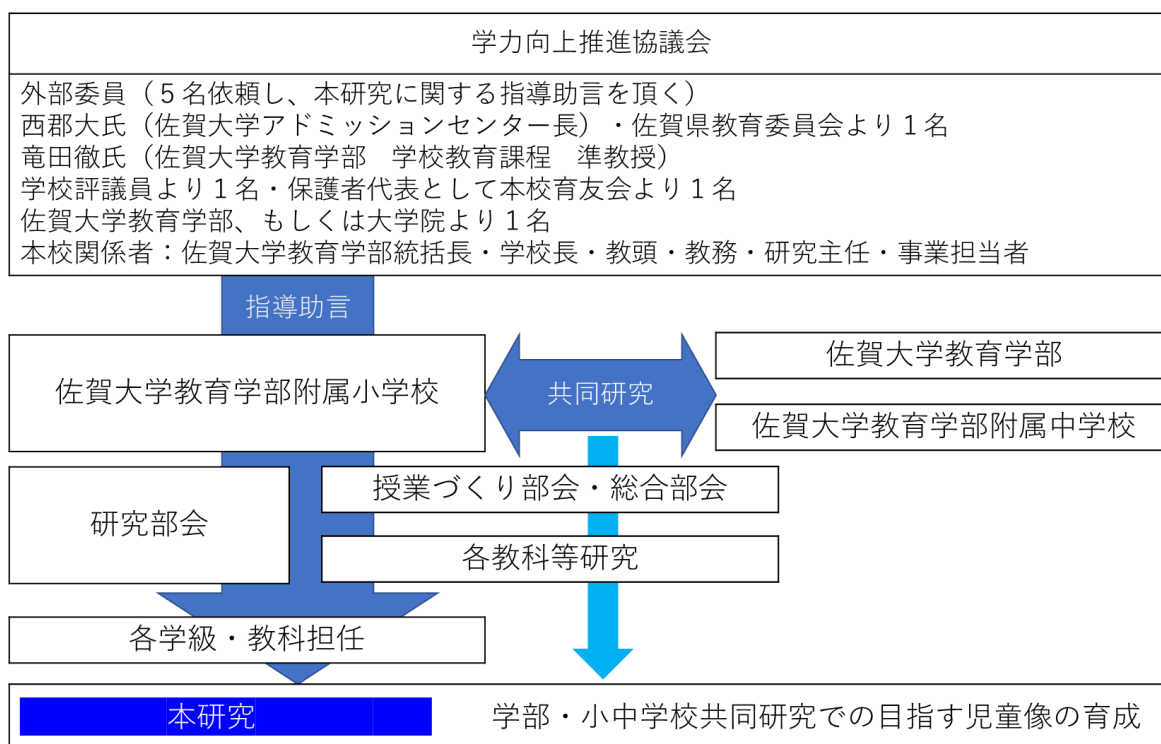 学力向上推進協議会
外部委員（５名依頼し、本研究に関する指導助言を頂く）
西郡大氏（佐賀大学アドミッションセンター長）・佐賀県教育委員会より１名
竜田徹氏（佐賀大学教育学部　学校教育課程　準教授）
学校評議員より１名・保護者代表として本校育友会より１名
佐賀大学教育学部、もしくは大学院より１名
本校関係者：佐賀大学教育学部統括長・学校長・教頭・教務・研究主任・事業担当者
指導助言
佐賀大学教育学部附属小学校
共同研究
佐賀大学教育学部
佐賀大学教育学部附属中学校
研究部会
授業づくり部会・総合部会
各教科等研究
各学級・教科担任
本研究
学部・小中学校共同研究での目指す児童像の育成